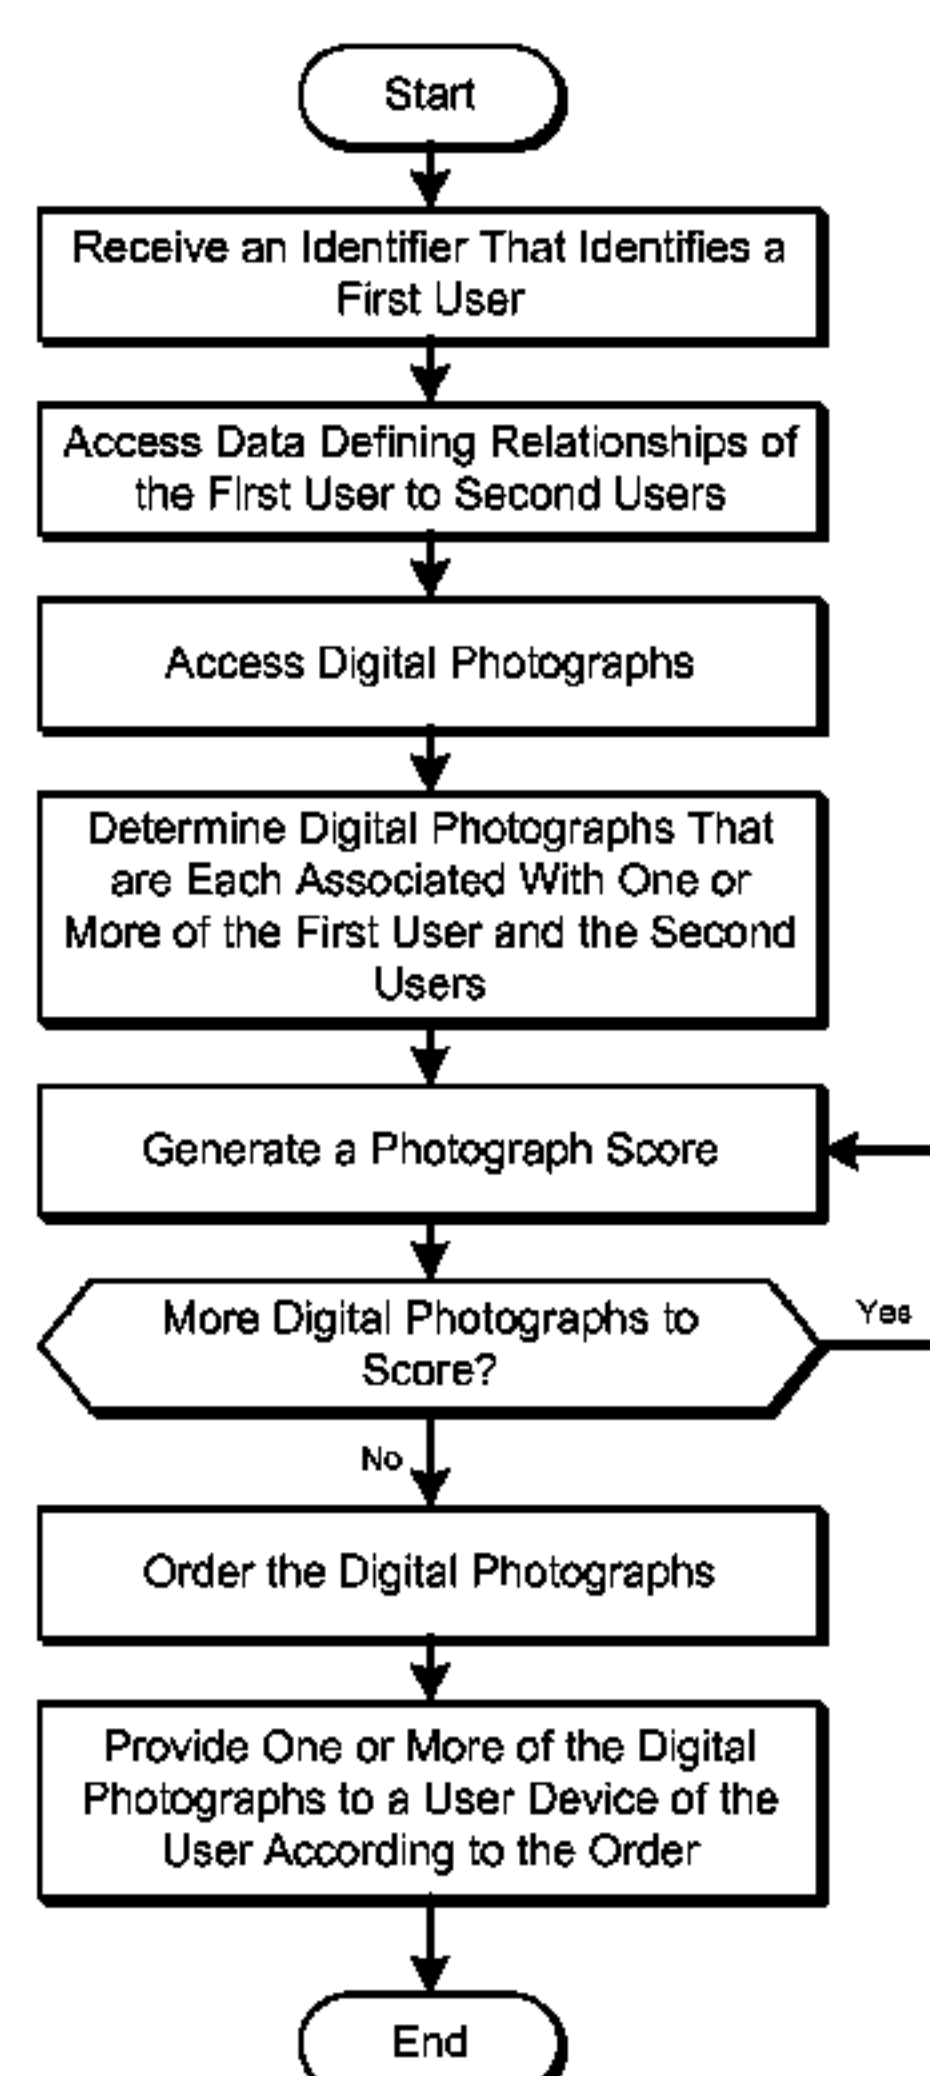 Start
Receive an Identifier That Identifies a
First User
Access Data Defining Relationships of
the FIrst User to Second Users
Access Digital Photographs
Determine Digital Photographs That
are Each Associated With One or
More of the First User and the Second
Users
Generate a Photograph Score
More Digital Photographs to
Score?
Yes
No
Order the Digital Photographs
Provide One or More of the Digital
Photographs to a User Device of the
User According to the Order
End